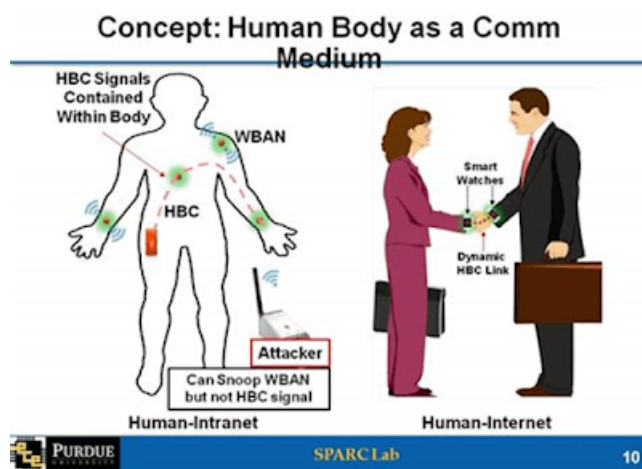 Concept: Human Body as a Comm
Medium
HBC Signals
Contained
Within Body
WBAN
HBC
Attacker
Can Snoop WBAN
but not HBC signal
Human-Intranet
Smart
Watches
Dynamic
HBC Link
Human-Internet
PURDUE
UNIVERSITY
SPARC Lab
10